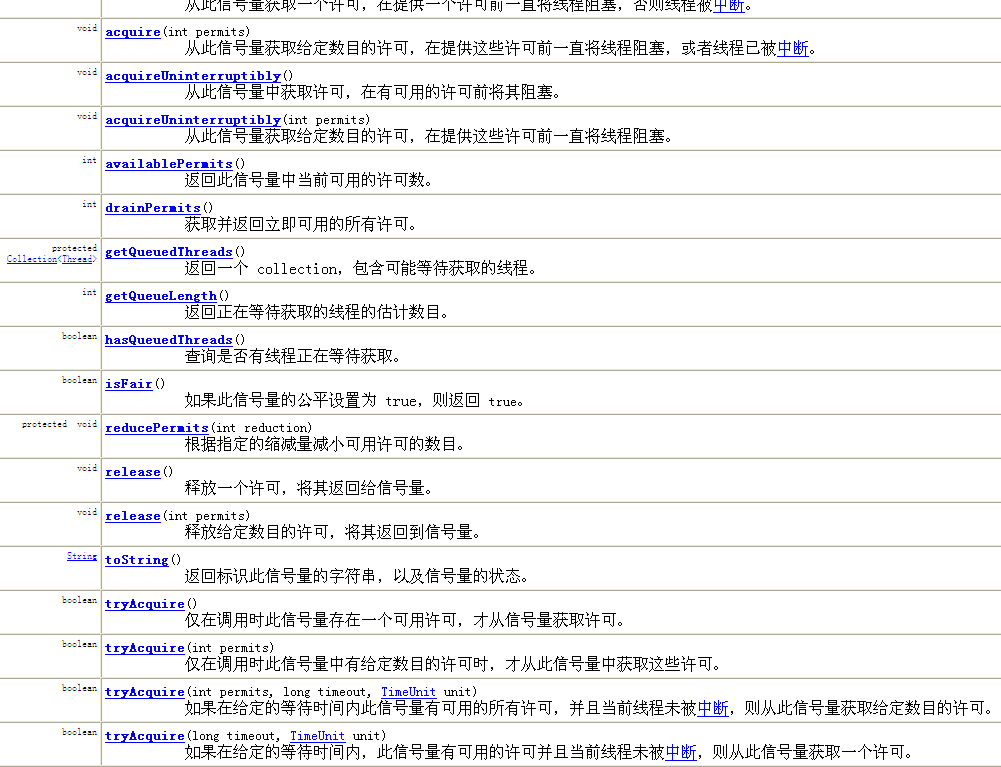 从此信号量获取一个许可，在提供一个许可前一直将线程阻塞，否则线程被中断。
void acquire(int permits)
从此信号量获取给定数目的许可，在提供这些许可前一直将线程阻塞，或者线程已被中断。
void acquireUninterruptibly()
从此信号量中获取许可，在有可用的许可前将其阻塞。
void acquireUninterruptibly(int permits)
从此信号量获取给定数目的许可，在提供这些许可前一直将线程阻塞。
int availablePermits()
返回此信号量中当前可用的许可数。
int drainPermits()
获取并返回立即可用的所有许可。
protected
Collection<Thread> getQueuedThreads()
返回一个 collection，包含可能等待获取的线程。
int getQueueLength()
返回正在等待获取的线程的估计数目。
boolean hasQueuedThreads()
查询是否有线程正在等待获取。
boolean isFair()
如果此信号量的公平设置为 true，则返回 true。
protected void reducePermits(int reduction)
根据指定的缩减量减小可用许可的数目。
void release()
释放一个许可，将其返回给信号量。
void release(int permits)
释放给定数目的许可，将其返回到信号量。
String toString()
返回标识此信号量的字符串，以及信号量的状态。
boolean tryAcquire()
仅在调用时此信号量存在一个可用许可，才从信号量获取许可。
boolean tryAcquire(int permits)
仅在调用时此信号量中有给定数目的许可时，才从此信号量中获取这些许可。
boolean tryAcquire(int permits, long timeout, TimeUnit unit)
如果在给定的等待时间内此信号量有可用的所有许可，并且当前线程未被中断，则从此信号量获取给定数目的许可。
boolean tryAcquire(long timeout, TimeUnit unit)
如果在给定的等待时间内，此信号量有可用的许可并且当前线程未被中断，则从此信号量获取一个许可。